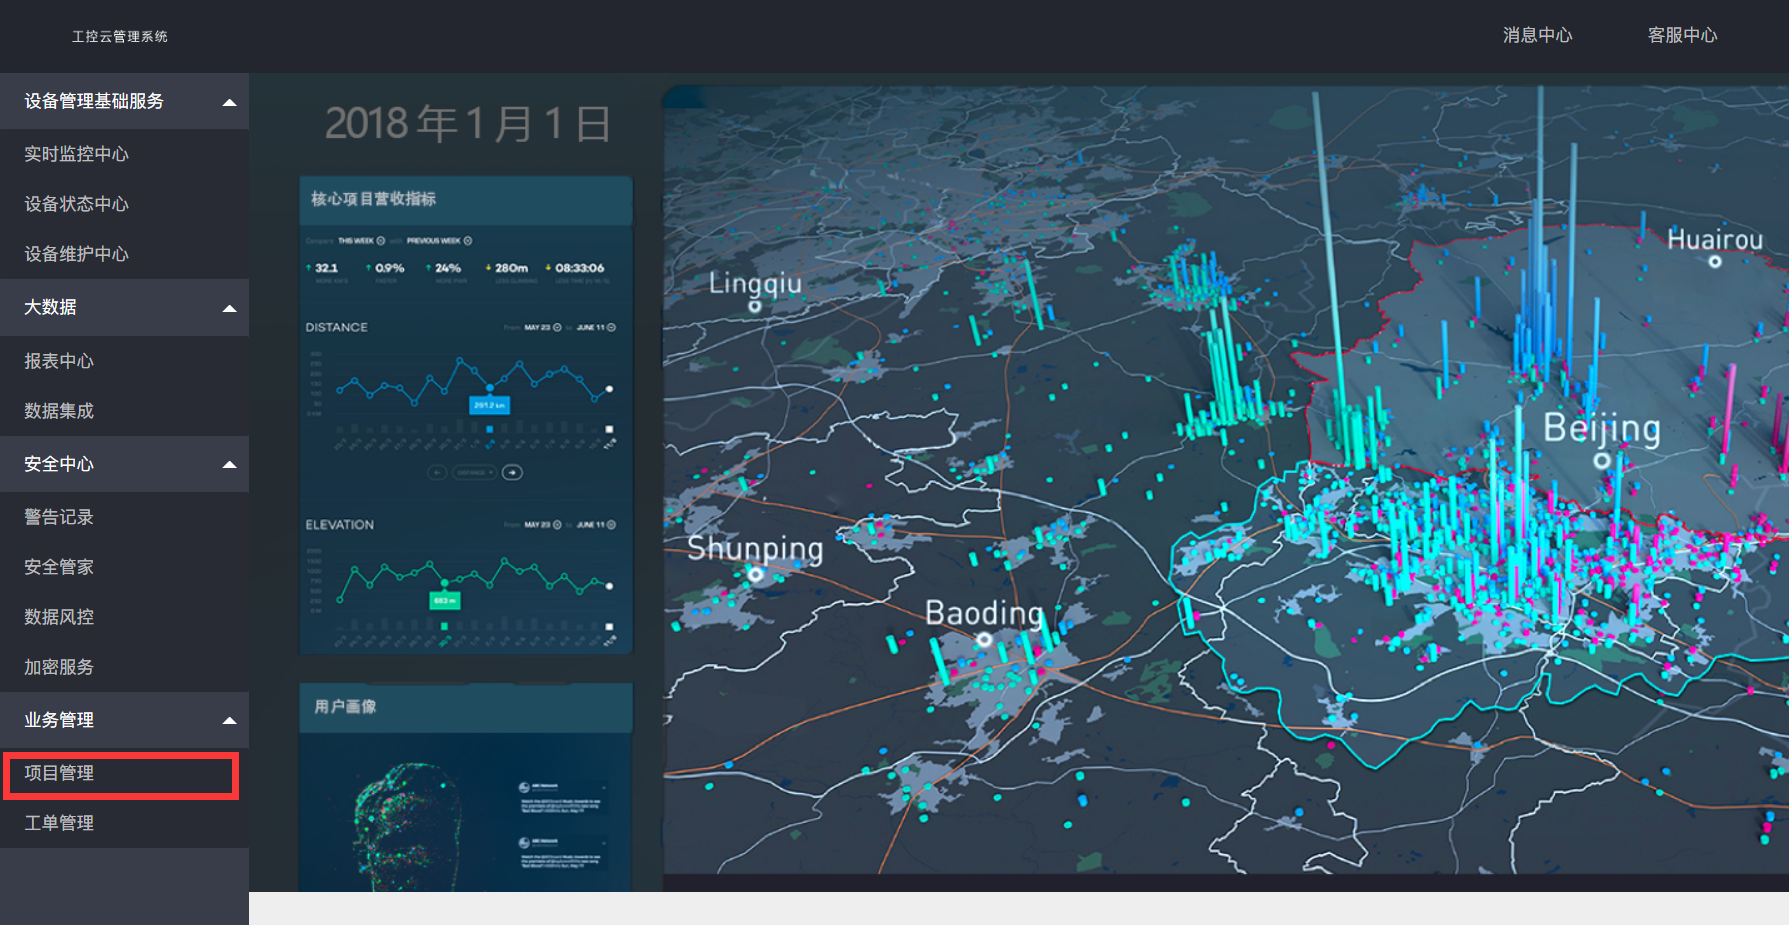 工控云管理系统
消息中心
客服中心
设备管理基础服务
实时监控中心
设备状态中心
设备维护中心
大数据
报表中心
数据集成
安全中心
警告记录
安全管家
数据风控
加密服务
业务管理
项目管理
工单管理
2018年1月1日
核心项目营收指标
THIS WEEK
PREVIOUS WEEK
32.1
0.9%
24%
280m
08:33:06
DISTANCE
From MAY 23 to JUNE 11
291.2 km
ELEVATION
From MAY 23 to JUNE 11
683 m
用户画像
Lingqiu
Huairou
Beijing
Shunping
Baoding